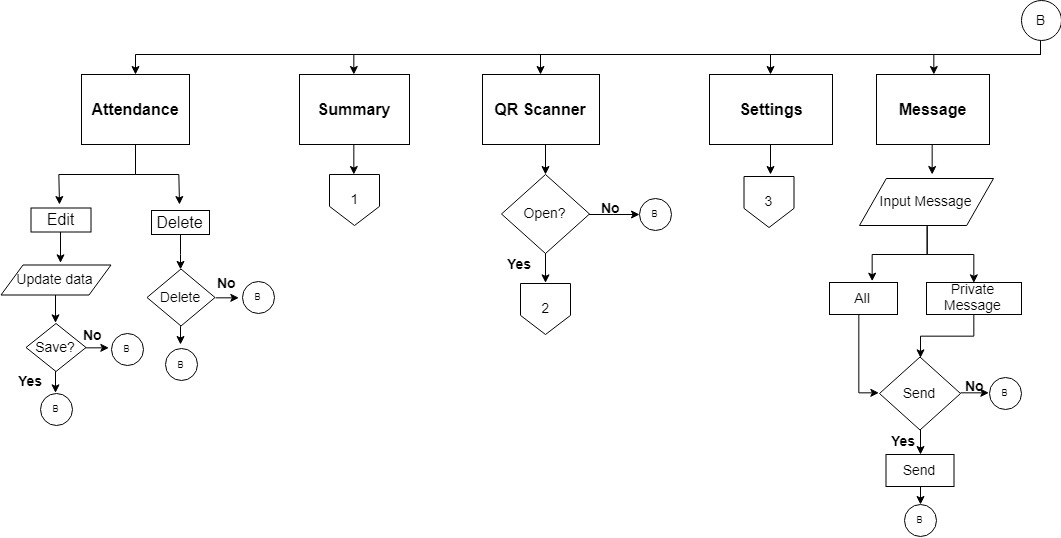 B
Attendance
Summary
QR Scanner
Settings
Message
Edit
Delete
1
Open?
No
B
3
Input Message
Update data
Delete
No
B
Yes
2
All
Private
Message
Save?
No
B
B
Yes
B
Send
No
B
Yes
Send
B